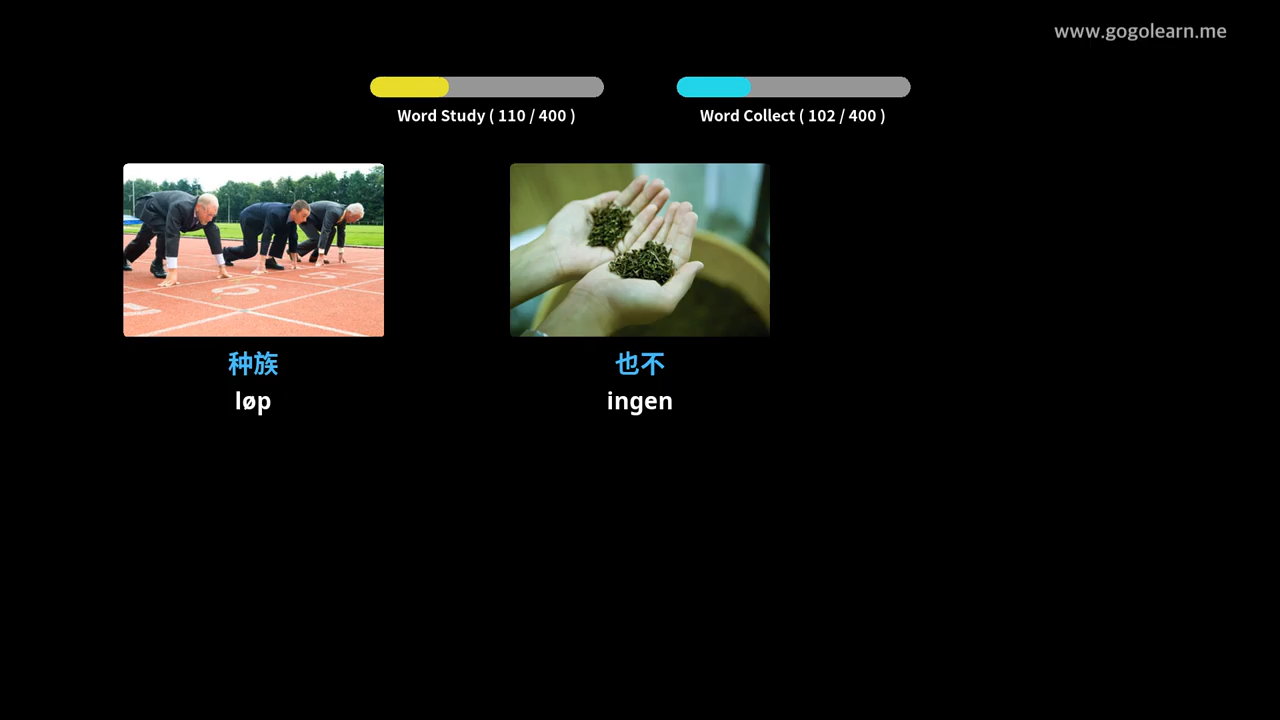 www.gogolearn.me
Word Study ( 110 / 400 )
Word Collect ( 102 / 400 )
种族
løp
也不
ingen